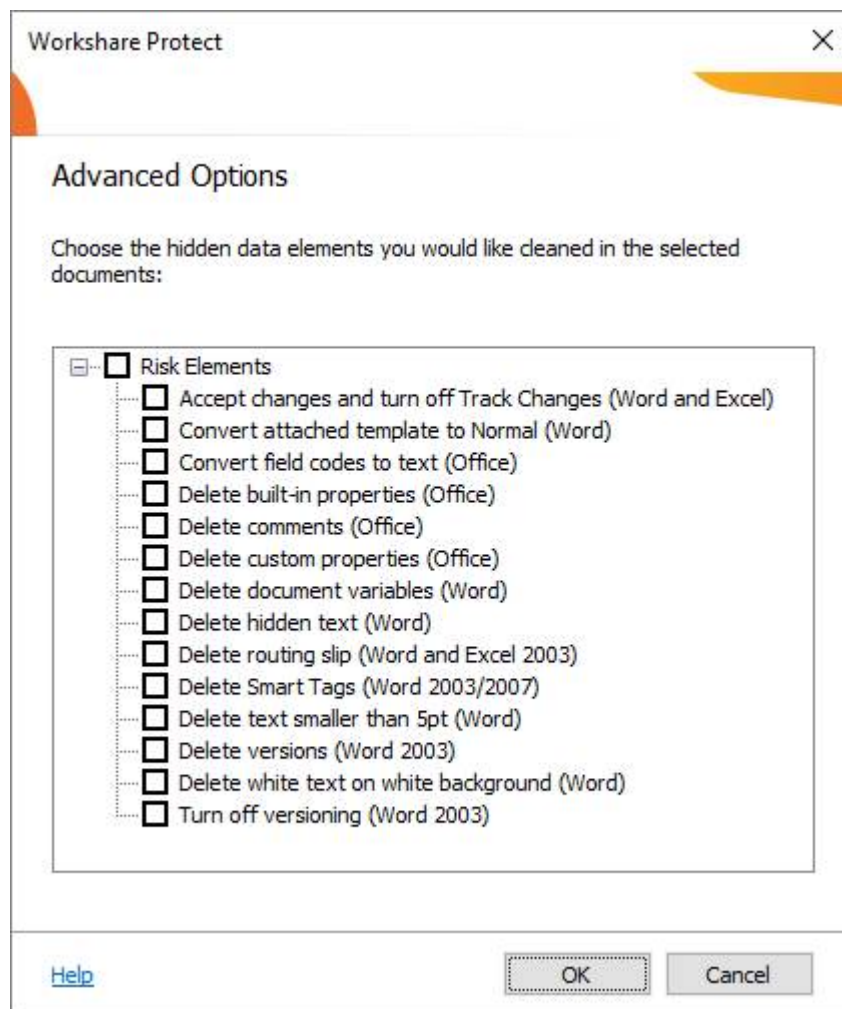 Workshare Protect
Advanced Options
Choose the hidden data elements you would like cleaned in the selected
documents:
Risk Elements
Accept changes and turn off Track Changes (Word and Excel)
Convert attached template to Normal (Word)
Convert field codes to text (Office)
Delete built-in properties (Office)
Delete comments (Office)
Delete custom properties (Office)
Delete document variables (Word)
Delete hidden text (Word)
Delete routing slip (Word and Excel 2003)
Delete Smart Tags (Word 2003/2007)
Delete text smaller than 5pt (Word)
Delete versions (Word 2003)
Delete white text on white background (Word)
Turn off versioning (Word 2003)
Help OK Cancel